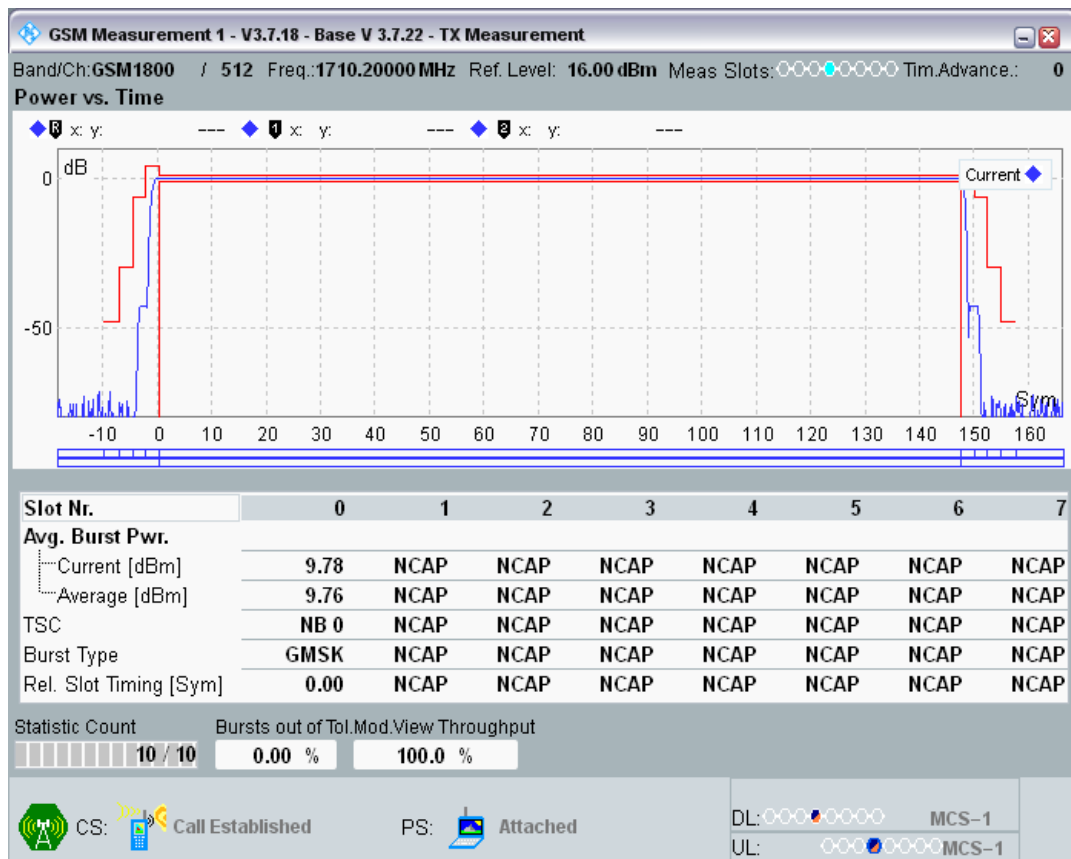 GSM Measurement 1 - V3.7.18 - Base V 3.7.22 - TX Measurement
Band/Ch:GSM1800 / 512 Freq.:1710.20000 MHz Ref. Level: 16.00 dBm Meas Slots: Tim.Advance.: 0
Power vs. Time
R x: y: --- 1 x: y: --- 2 x: y: ---
dB
Current
0
-50
Sym
-10 0 10 20 30 40 50 60 70 80 90 100 110 120 130 140 150 160
Slot Nr. 0 1 2 3 4 5 6 7
Avg. Burst Pwr.
Current [dBm] 9.78 NCAP NCAP NCAP NCAP NCAP NCAP NCAP
Average [dBm] 9.76 NCAP NCAP NCAP NCAP NCAP NCAP NCAP
TSC NB 0 NCAP NCAP NCAP NCAP NCAP NCAP NCAP
Burst Type GMSK NCAP NCAP NCAP NCAP NCAP NCAP NCAP
Rel. Slot Timing [Sym] 0.00 NCAP NCAP NCAP NCAP NCAP NCAP NCAP
Statistic Count Bursts out of Tol.Mod.View Throughput
10 / 10 0.00 % 100.0 %
CS: Call Established PS: Attached
DL: MCS-1
UL: MCS-1